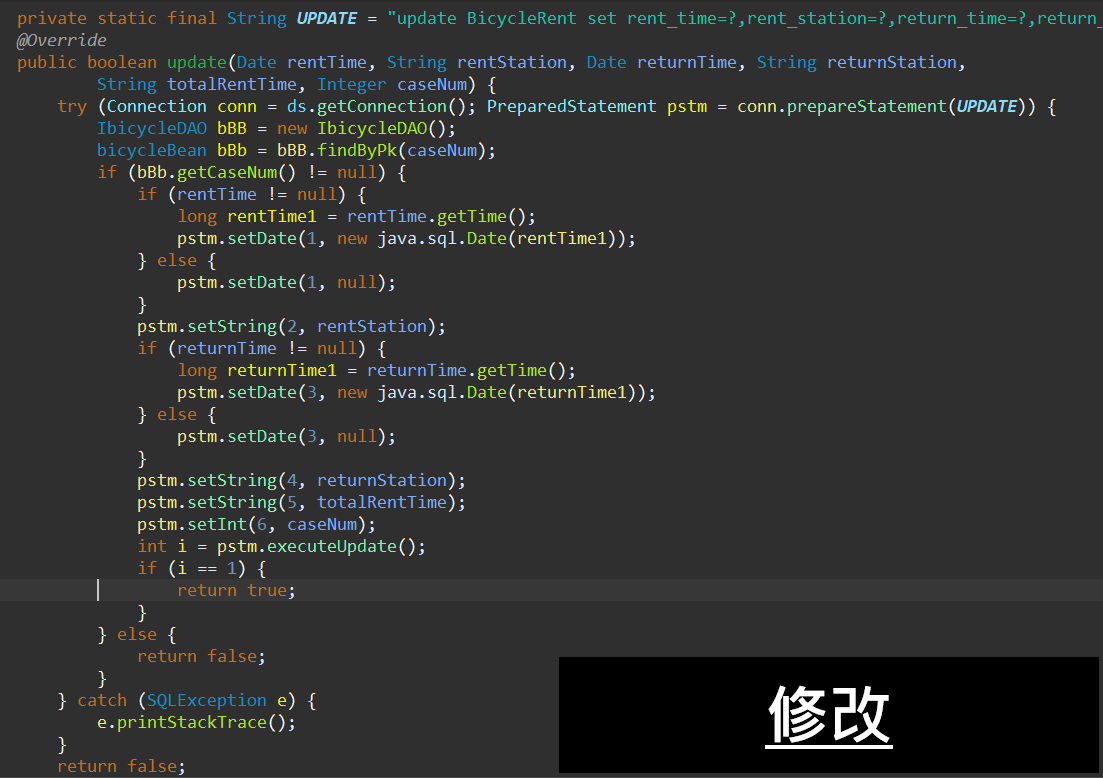 private static final String UPDATE = "update BicycleRent set rent_time=?,rent_station=?,return_time=?,return_
@Override
public boolean update(Date rentTime, String rentStation, Date returnTime, String returnStation,
String totalRentTime, Integer caseNum) {
try (Connection conn = ds.getConnection(); PreparedStatement pstm = conn.prepareStatement(UPDATE)) {
IbicycleDAO bBB = new IbicycleDAO();
bicycleBean bBb = bBB.findByPk(caseNum);
if (bBb.getCaseNum() != null) {
if (rentTime != null) {
long rentTime1 = rentTime.getTime();
pstm.setDate(1, new java.sql.Date(rentTime1));
} else {
pstm.setDate(1, null);
}
pstm.setString(2, rentStation);
if (returnTime != null) {
long returnTime1 = returnTime.getTime();
pstm.setDate(3, new java.sql.Date(returnTime1));
} else {
pstm.setDate(3, null);
}
pstm.setString(4, returnStation);
pstm.setString(5, totalRentTime);
pstm.setInt(6, caseNum);
int i = pstm.executeUpdate();
if (i == 1) {
return true;
}
} else {
return false;
}
} catch (SQLException e) {
e.printStackTrace();
}
return false;
修改